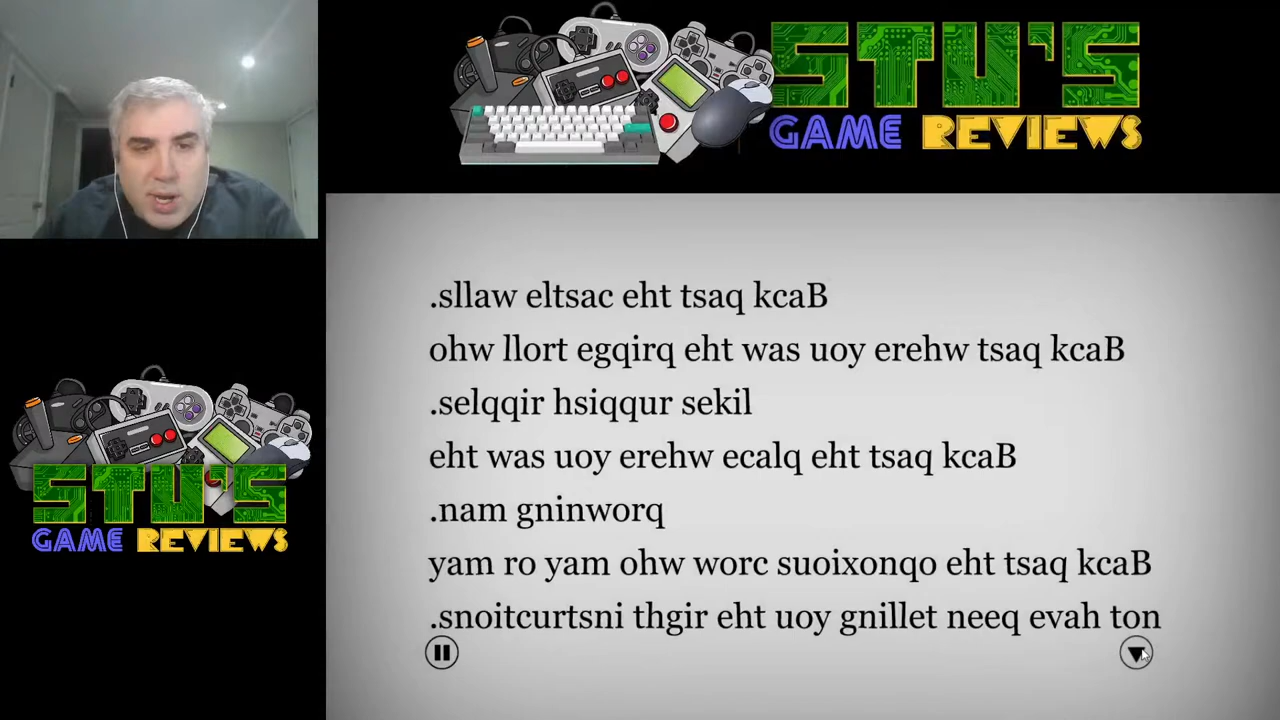 STU'S
GAME REVIEWS
.sllaw eltsac eht tsaq kcaB
ohw llort egqirq eht was uoy erehw tsaq kcaB
.selqqir hsiqqur sekil
eht was uoy erehw ecalq eht tsaq kcaB
.nam gninworq
yam ro yam ohw worc suoixonqo eht tsaq kcaB
.snoitcurtsni thgir eht uoy gnillet neeq evah ton
STU'S
GAME REVIEWS